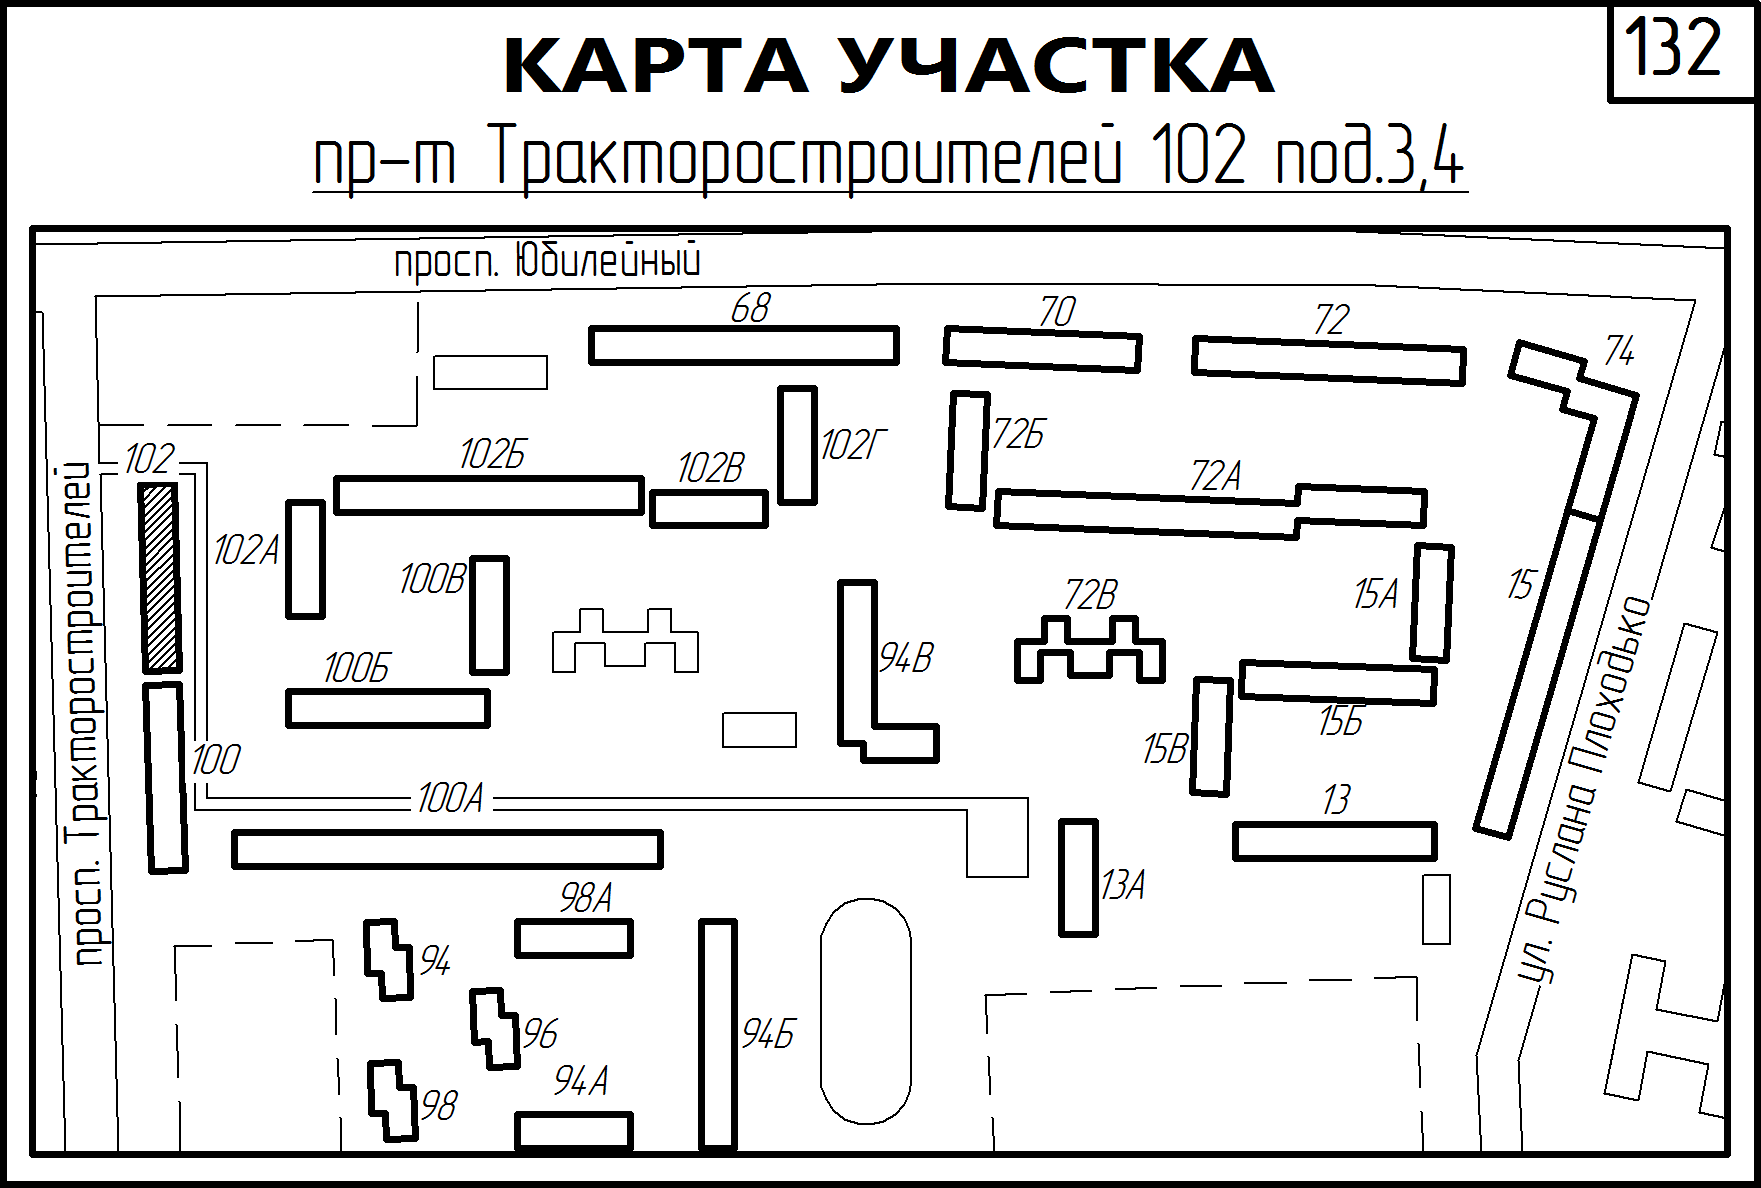 132
КАРТА УЧАСТКА
пр-т Тракторостроителей 102 под.3,4
просп. Юбилейный
68
70
72
74
102
102Б
102В
102Г
72Б
72А
102А
100В
15А
15
72В
100Б
94В
15Б
15В
100
100А
13
13А
98А
94
96
94Б
94А
98
просп. Тракторостроителей
ул. Руслана Плоходько